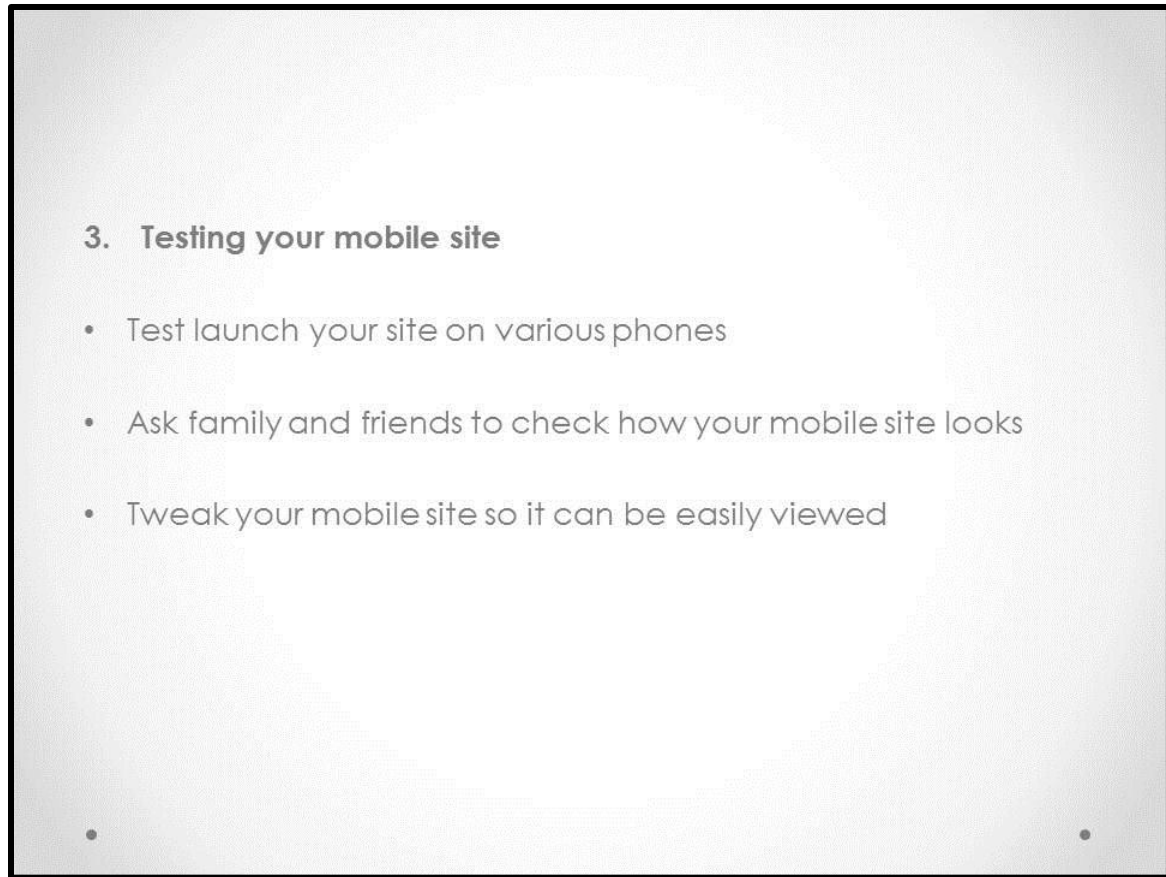 3. Testing your mobile site
• Test launch your site on various phones
• Ask family and friends to check how your mobile site looks
• Tweak your mobile site so it can be easily viewed